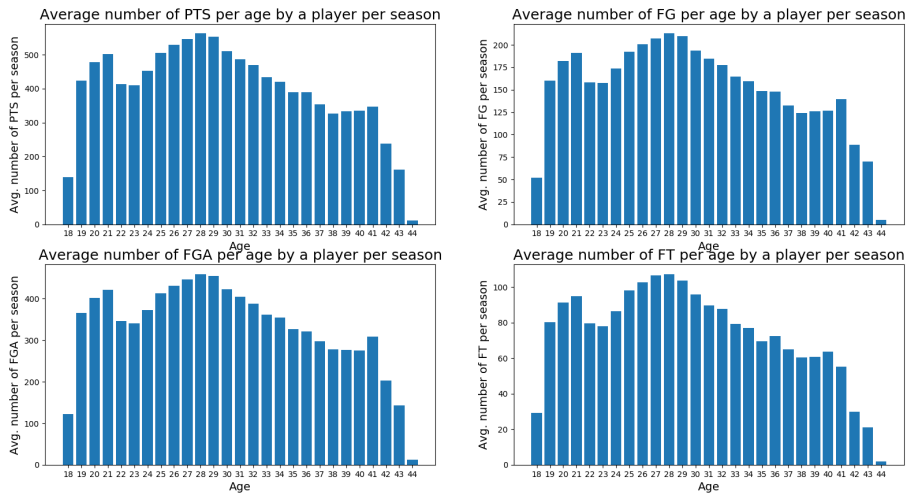 Average number of PTS per age by a player per season
Avg. number of PTS per season
500
400
300
200
100
0
18 19 20 21 22 23 24 25 26 27 28 29 30 31 32 33 34 35 36 37 38 39 40 41 42 43 44
Age
Average number of FG per age by a player per season
Avg. number of FG per season
200
175
150
125
100
75
50
25
0
18 19 20 21 22 23 24 25 26 27 28 29 30 31 32 33 34 35 36 37 38 39 40 41 42 43 44
Age
Average number of FGA per age by a player per season
Avg. number of FGA per season
400
300
200
100
0
18 19 20 21 22 23 24 25 26 27 28 29 30 31 32 33 34 35 36 37 38 39 40 41 42 43 44
Age
Average number of FT per age by a player per season
Avg. number of FT per season
100
80
60
40
20
0
18 19 20 21 22 23 24 25 26 27 28 29 30 31 32 33 34 35 36 37 38 39 40 41 42 43 44
Age